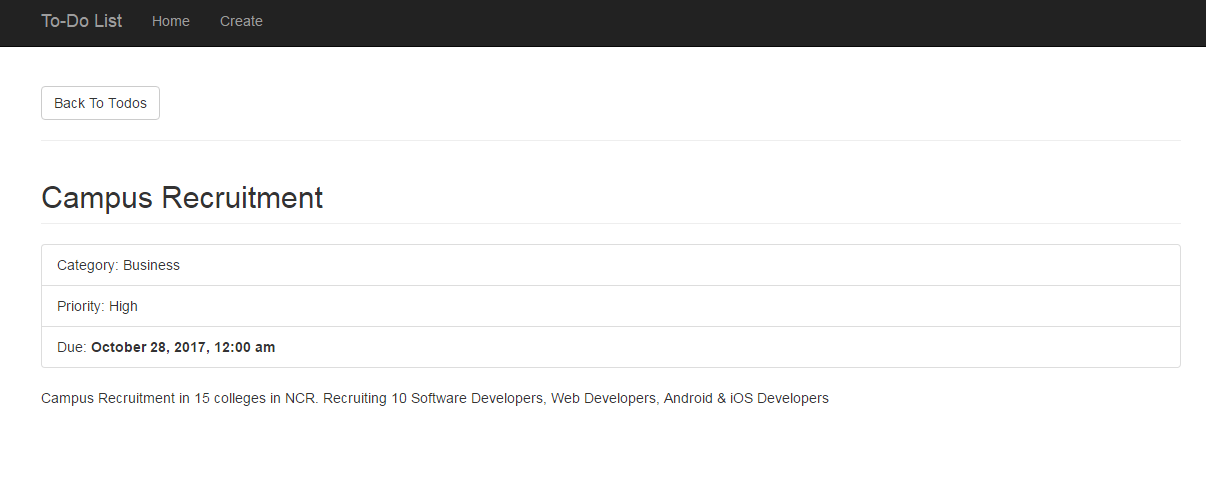 To-Do List Home Create
Back To Todos
Campus Recruitment
Category: Business
Priority: High
Due: October 28, 2017, 12:00 am
Campus Recruitment in 15 colleges in NCR. Recruiting 10 Software Developers, Web Developers, Android & iOS Developers